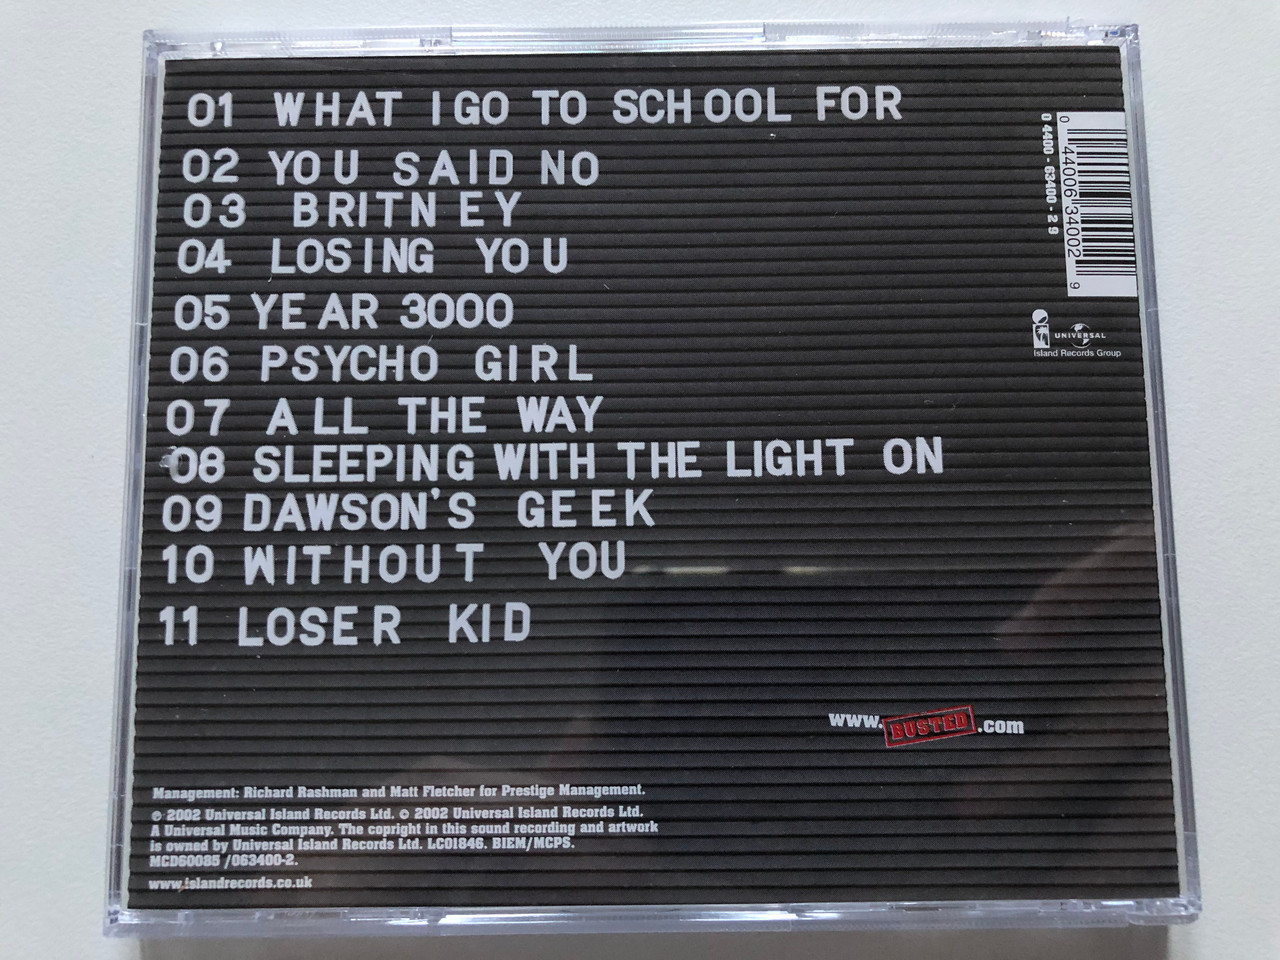 01 WHAT I GO TO SCHOOL FOR
02 YOU SAID NO
03 BRITNEY
04 LOSING YOU
05 YEAR 3000
06 PSYCHO GIRL
07 ALL THE WAY
08 SLEEPING WITH THE LIGHT ON
09 DAWSON'S GEEK
10 WITHOUT YOU
11 LOSER KID
0 4400 - 63400 - 2 9
0 44006 34002 9
UNIVERSAL
Island Records Group
www.BUSTED.com
Management: Richard Rashman and Matt Fletcher for Prestige Management.
℗ 2002 Universal Island Records Ltd. © 2002 Universal Island Records Ltd.
A Universal Music Company. The copright in this sound recording and artwork
is owned by Universal Island Records Ltd. LC01846. BIEM/MCPS.
MCD60085 /063400-2.
www.islandrecords.co.uk